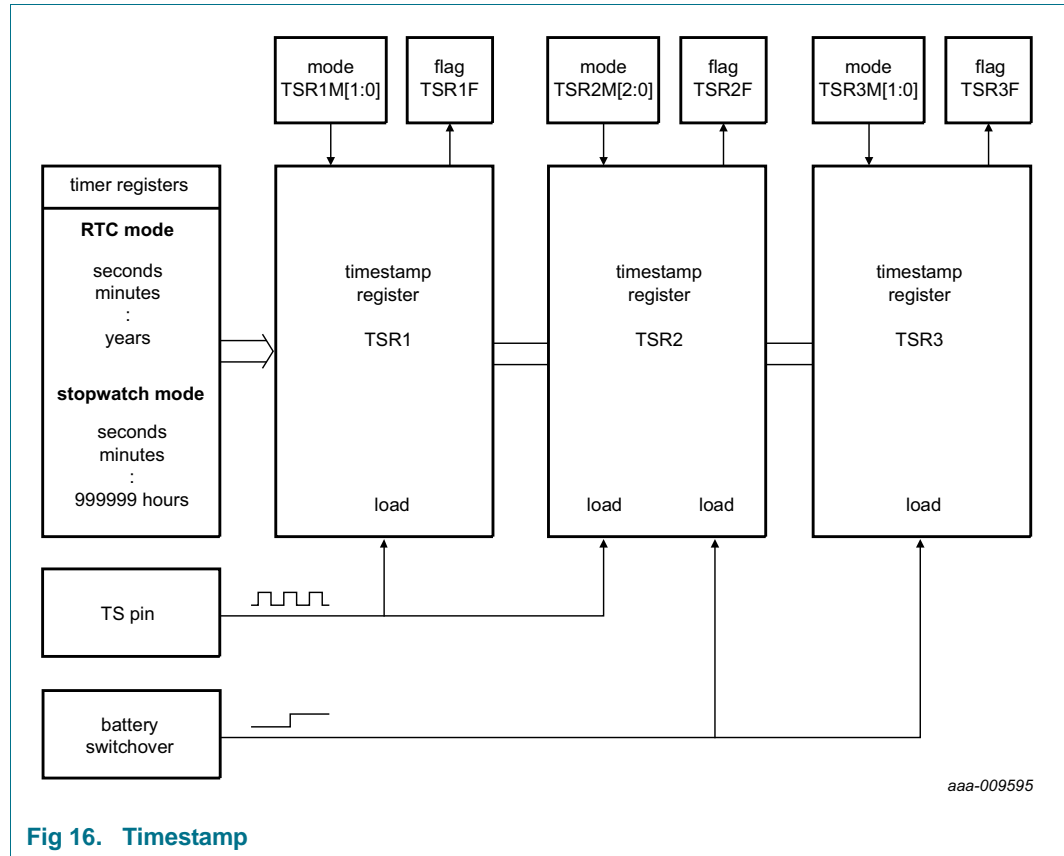 mode
TSR1M[1:0]
flag
TSR1F
mode
TSR2M[2:0]
flag
TSR2F
mode
TSR3M[1:0]
flag
TSR3F
timer registers
RTC mode
seconds
minutes
:
years
stopwatch mode
seconds
minutes
:
999999 hours
timestamp
register
TSR1
load
timestamp
register
TSR2
load
load
timestamp
register
TSR3
load
TS pin
battery
switchover
aaa-009595
Fig 16. Timestamp